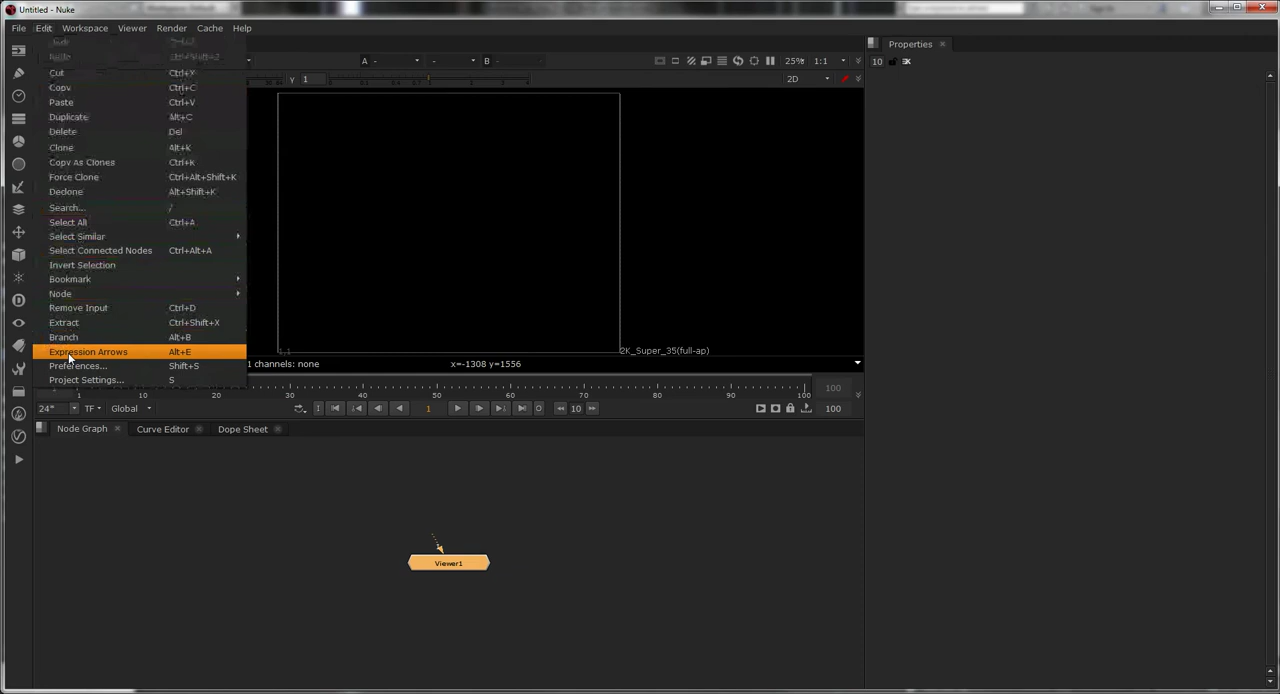 Untitled - Nuke
File Edit Workspace Viewer Render Cache Help
Properties
A - - B -
25% 1:1
10
Y 1
2D
Cut Ctrl+X
Copy Ctrl+C
Paste Ctrl+V
Duplicate Alt+C
Delete Del
Clone Alt+K
Copy As Clones Ctrl+K
Force Clone Ctrl+Alt+Shift+K
Declone Alt+Shift+K
Search... /
Select All Ctrl+A
Select Similar
Select Connected Nodes Ctrl+Alt+A
Invert Selection
Bookmark
Node
Remove Input Ctrl+D
Extract Ctrl+Shift+X
Branch Alt+B
Expression Arrows Alt+E
Preferences... Shift+S
Project Settings... S
2K_Super_35(full-ap)
1 channels: none x=-1308 y=1556
1 10 20 30 40 50 60 70 80 90 100
100
24* TF Global
I 1 O 10 100
Node Graph Curve Editor Dope Sheet
Viewer1